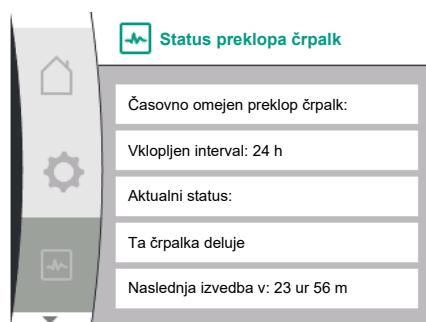 Status preklopa črpalk
Časovno omejen preklop črpalk:
Vklopljen interval: 24 h
Aktualni status:
Ta črpalka deluje
Naslednja izvedba v: 23 ur 56 m